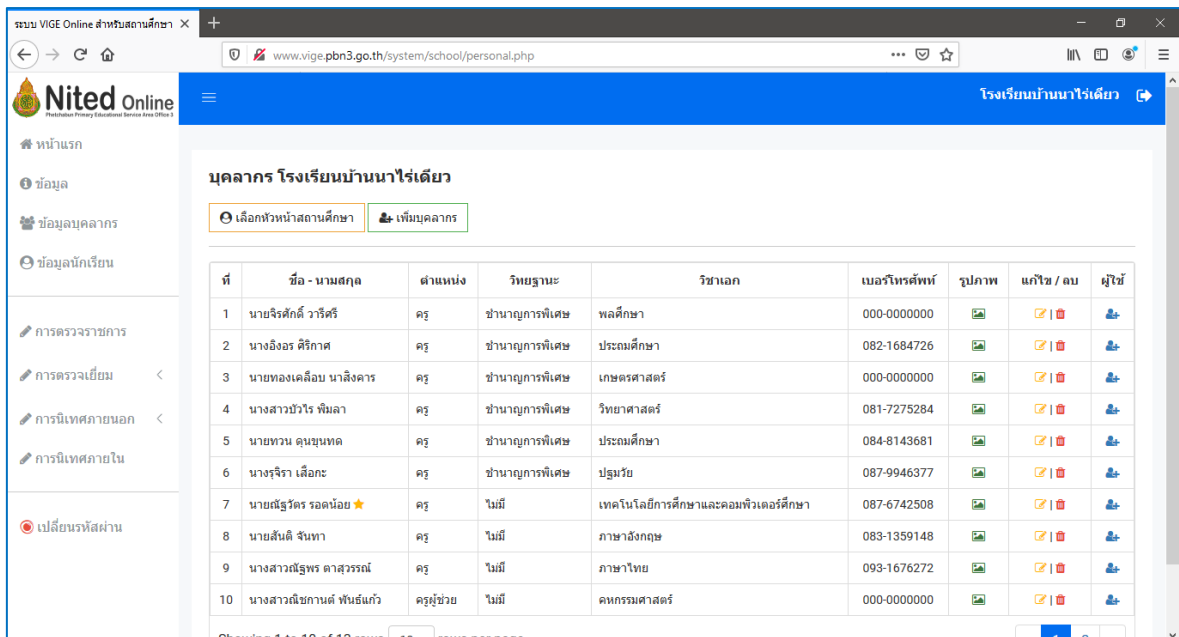 ระบบ VIGE Online สำหรับสถานศึกษา
www.vige.pbn3.go.th/system/school/personal.php
Nited Online
Phetchabun Primary Educational Service Area Office 3
โรงเรียนบ้านนาไร่เดียว
หน้าแรก
ข้อมูล
ข้อมูลบุคลากร
ข้อมูลนักเรียน
การตรวจราชการ
การตรวจเยี่ยม
การนิเทศภายนอก
การนิเทศภายใน
เปลี่ยนรหัสผ่าน
บุคลากร โรงเรียนบ้านนาไร่เดียว
เลือกหัวหน้าสถานศึกษา เพิ่มบุคลากร
ที่ ชื่อ - นามสกุล ตำแหน่ง วิทยฐานะ วิชาเอก เบอร์โทรศัพท์ รูปภาพ แก้ไข / ลบ ผู้ใช้
1 นายจิรศักดิ์ วารีศรี ครู ชำนาญการพิเศษ พลศึกษา 000-0000000 |
2 นางอิงอร ศิริกาศ ครู ชำนาญการพิเศษ ประถมศึกษา 082-1684726 |
3 นายทองเคลือบ นาสิงคาร ครู ชำนาญการพิเศษ เกษตรศาสตร์ 000-0000000 |
4 นางสาวบัวไร พิมลา ครู ชำนาญการพิเศษ วิทยาศาสตร์ 081-7275284 |
5 นายทวน ดุนขุนทด ครู ชำนาญการพิเศษ ประถมศึกษา 084-8143681 |
6 นางรุจิรา เสือกะ ครู ชำนาญการพิเศษ ปฐมวัย 087-9946377 |
7 นายณัฐวัตร รอดน้อย ครู ไม่มี เทคโนโลยีการศึกษาและคอมพิวเตอร์ศึกษา 087-6742508 |
8 นายสันติ จันทา ครู ไม่มี ภาษาอังกฤษ 083-1359148 |
9 นางสาวณัฐพร ตาสุวรรณ์ ครู ไม่มี ภาษาไทย 093-1676272 |
10 นางสาวณิชกานต์ พันธ์แก้ว ครูผู้ช่วย ไม่มี คหกรรมศาสตร์ 000-0000000 |